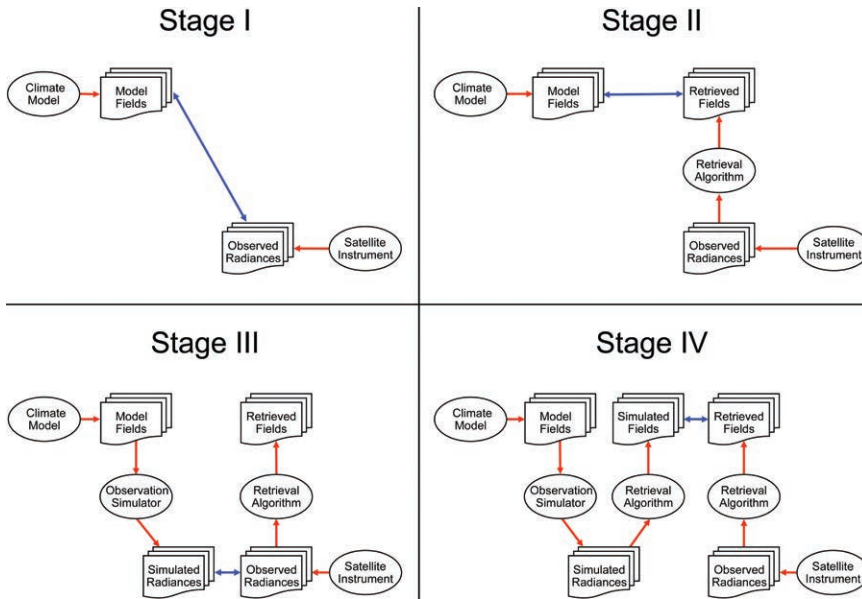 Stage I
Climate
Model
Model
Fields
Observed
Radiances
Satellite
Instrument
Stage II
Climate
Model
Model
Fields
Retrieved
Fields
Retrieval
Algorithm
Observed
Radiances
Satellite
Instrument
Stage III
Climate
Model
Model
Fields
Retrieved
Fields
Observation
Simulator
Retrieval
Algorithm
Simulated
Radiances
Observed
Radiances
Satellite
Instrument
Stage IV
Climate
Model
Model
Fields
Simulated
Fields
Retrieved
Fields
Observation
Simulator
Retrieval
Algorithm
Retrieval
Algorithm
Simulated
Radiances
Observed
Radiances
Satellite
Instrument